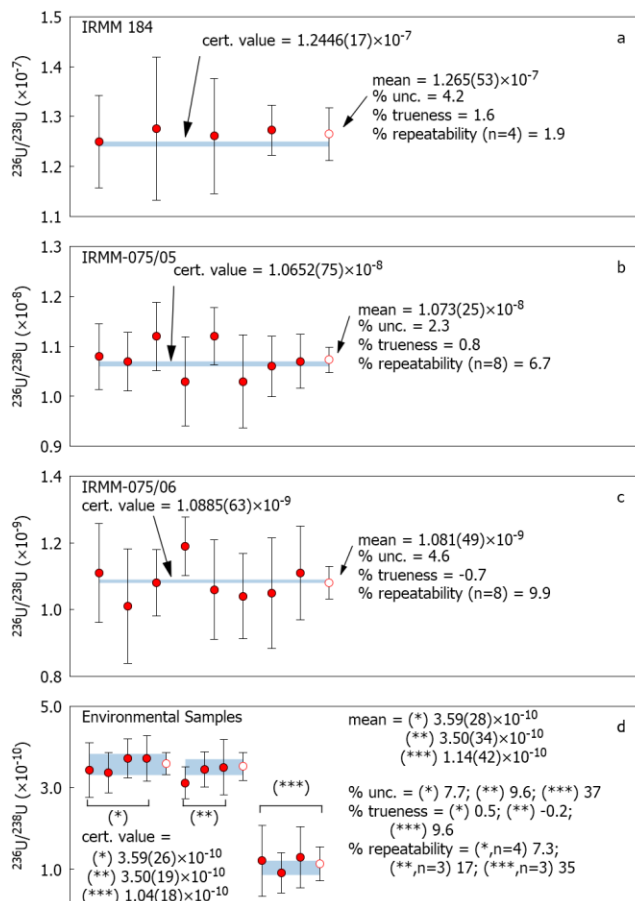 IRMM 184
a
cert. value = 1.2446(17)×10⁻⁷
mean = 1.265(53)×10⁻⁷
% unc. = 4.2
% trueness = 1.6
% repeatability (n=4) = 1.9
²³⁶U/²³⁸U (×10⁻⁷)
1.5
1.4
1.3
1.2
1.1
IRMM-075/05
b
cert. value = 1.0652(75)×10⁻⁸
mean = 1.073(25)×10⁻⁸
% unc. = 2.3
% trueness = 0.8
% repeatability (n=8) = 6.7
²³⁶U/²³⁸U (×10⁻⁸)
1.3
1.2
1.1
1.0
0.9
IRMM-075/06
c
cert. value = 1.0885(63)×10⁻⁹
mean = 1.081(49)×10⁻⁹
% unc. = 4.6
% trueness = -0.7
% repeatability (n=8) = 9.9
²³⁶U/²³⁸U (×10⁻⁹)
1.4
1.2
1.0
0.8
Environmental Samples
d
mean = (*) 3.59(28)×10⁻¹⁰
(**) 3.50(34)×10⁻¹⁰
(***) 1.14(42)×10⁻¹⁰
% unc. = (*) 7.7; (**) 9.6; (***) 37
% trueness = (*) 0.5; (**) -0.2;
(***) 9.6
% repeatability = (*,n=4) 7.3;
(**,n=3) 17; (***,n=3) 35
(*)
(**)
(***)
cert. value =
(*) 3.59(26)×10⁻¹⁰
(**) 3.50(19)×10⁻¹⁰
(***) 1.04(18)×10⁻¹⁰
²³⁶U/²³⁸U (×10⁻¹⁰)
5.0
3.0
1.0